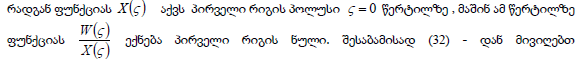 რადგან ფუნქციას X(ς) აქვს პირველი რიგის პოლუსი ς = 0 წერტილზე , მაშინ ამ წერტილზე
ფუნქციას W(ς)/X(ς) ექნება პირველი რიგის ნული. შესაბამისად (32) - დან მივიღებთ